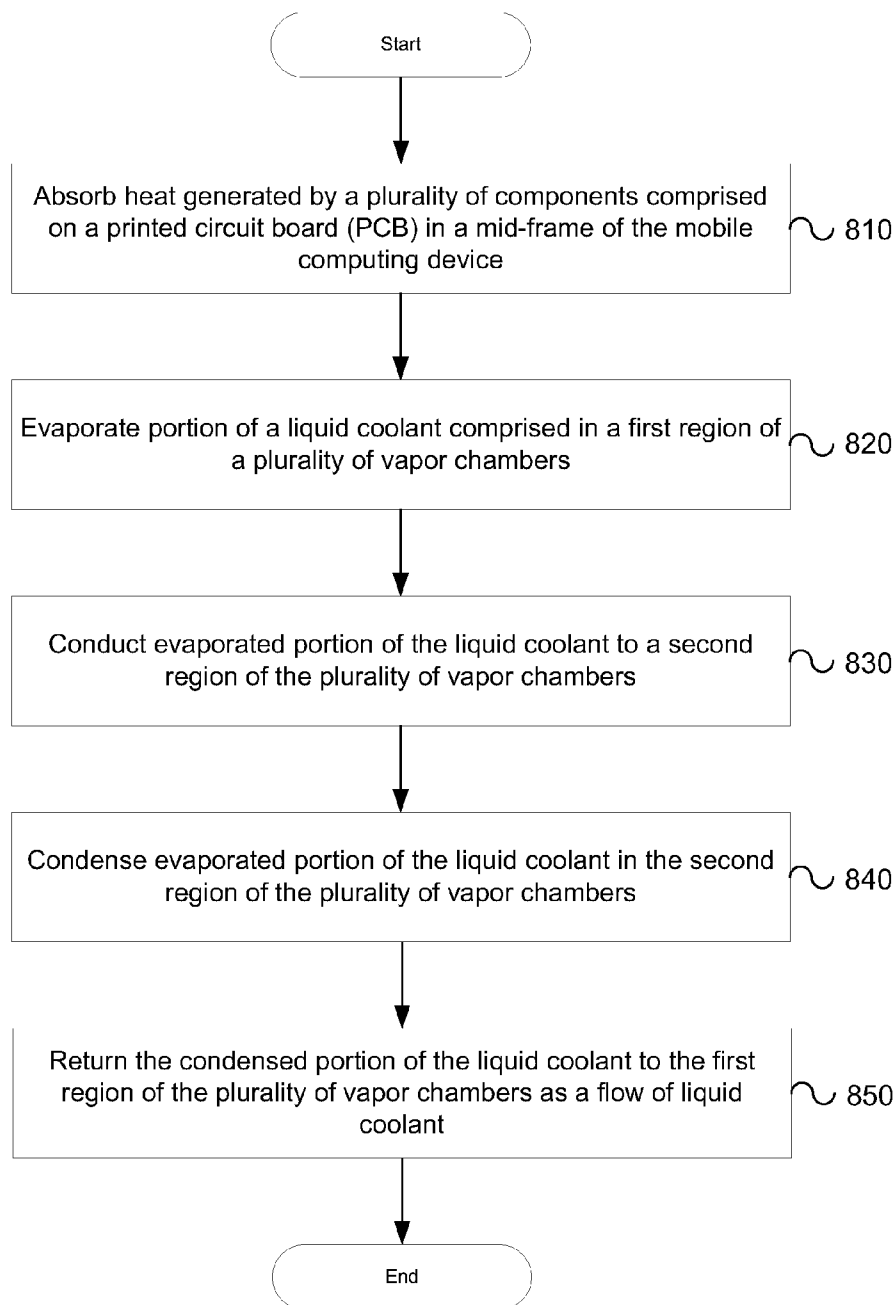 Start
Absorb heat generated by a plurality of components comprised
on a printed circuit board (PCB) in a mid-frame of the mobile
computing device
810
Evaporate portion of a liquid coolant comprised in a first region of
a plurality of vapor chambers
820
Conduct evaporated portion of the liquid coolant to a second
region of the plurality of vapor chambers
830
Condense evaporated portion of the liquid coolant in the second
region of the plurality of vapor chambers
840
Return the condensed portion of the liquid coolant to the first
region of the plurality of vapor chambers as a flow of liquid
coolant
850
End